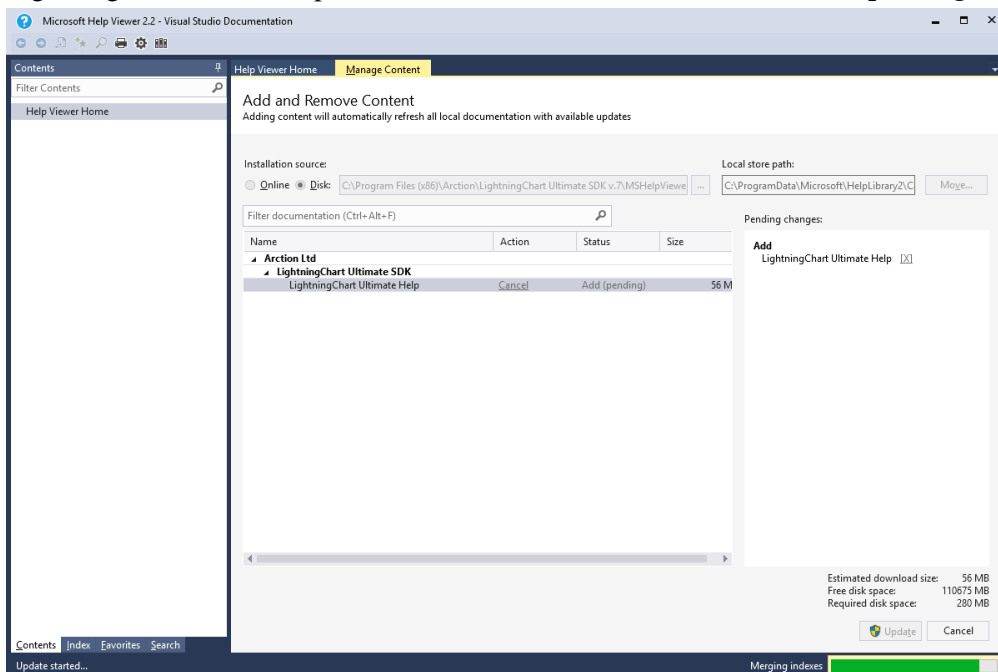 Microsoft Help Viewer 2.2 - Visual Studio Documentation
Contents
Filter Contents
Help Viewer Home
Contents Index Favorites Search
Help Viewer Home Manage Content
Add and Remove Content
Adding content will automatically refresh all local documentation with available updates
Installation source:
Online Disk: C:\Program Files (x86)\Arction\LightningChart Ultimate SDK v.7\MSHelpViewe ...
Local store path:
C:\ProgramData\Microsoft\HelpLibrary2\C Move...
Filter documentation (Ctrl+Alt+F)
Name Action Status Size
Arction Ltd
LightningChart Ultimate SDK
LightningChart Ultimate Help Cancel Add (pending) 56 M
Pending changes:
Add
LightningChart Ultimate Help [X]
Estimated download size: 56 MB
Free disk space: 110675 MB
Required disk space: 280 MB
Update Cancel
Update started... Merging indexes